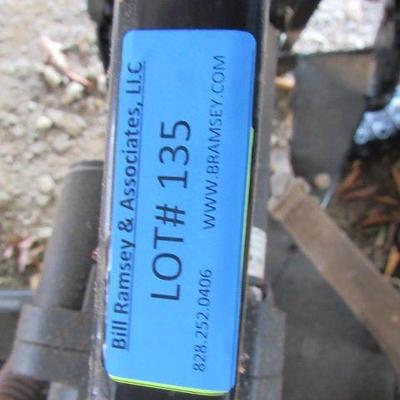 Bill Ramsey & Associates, LLC
LOT# 135
828.252.0406 WWW.BRAMSEY.COM